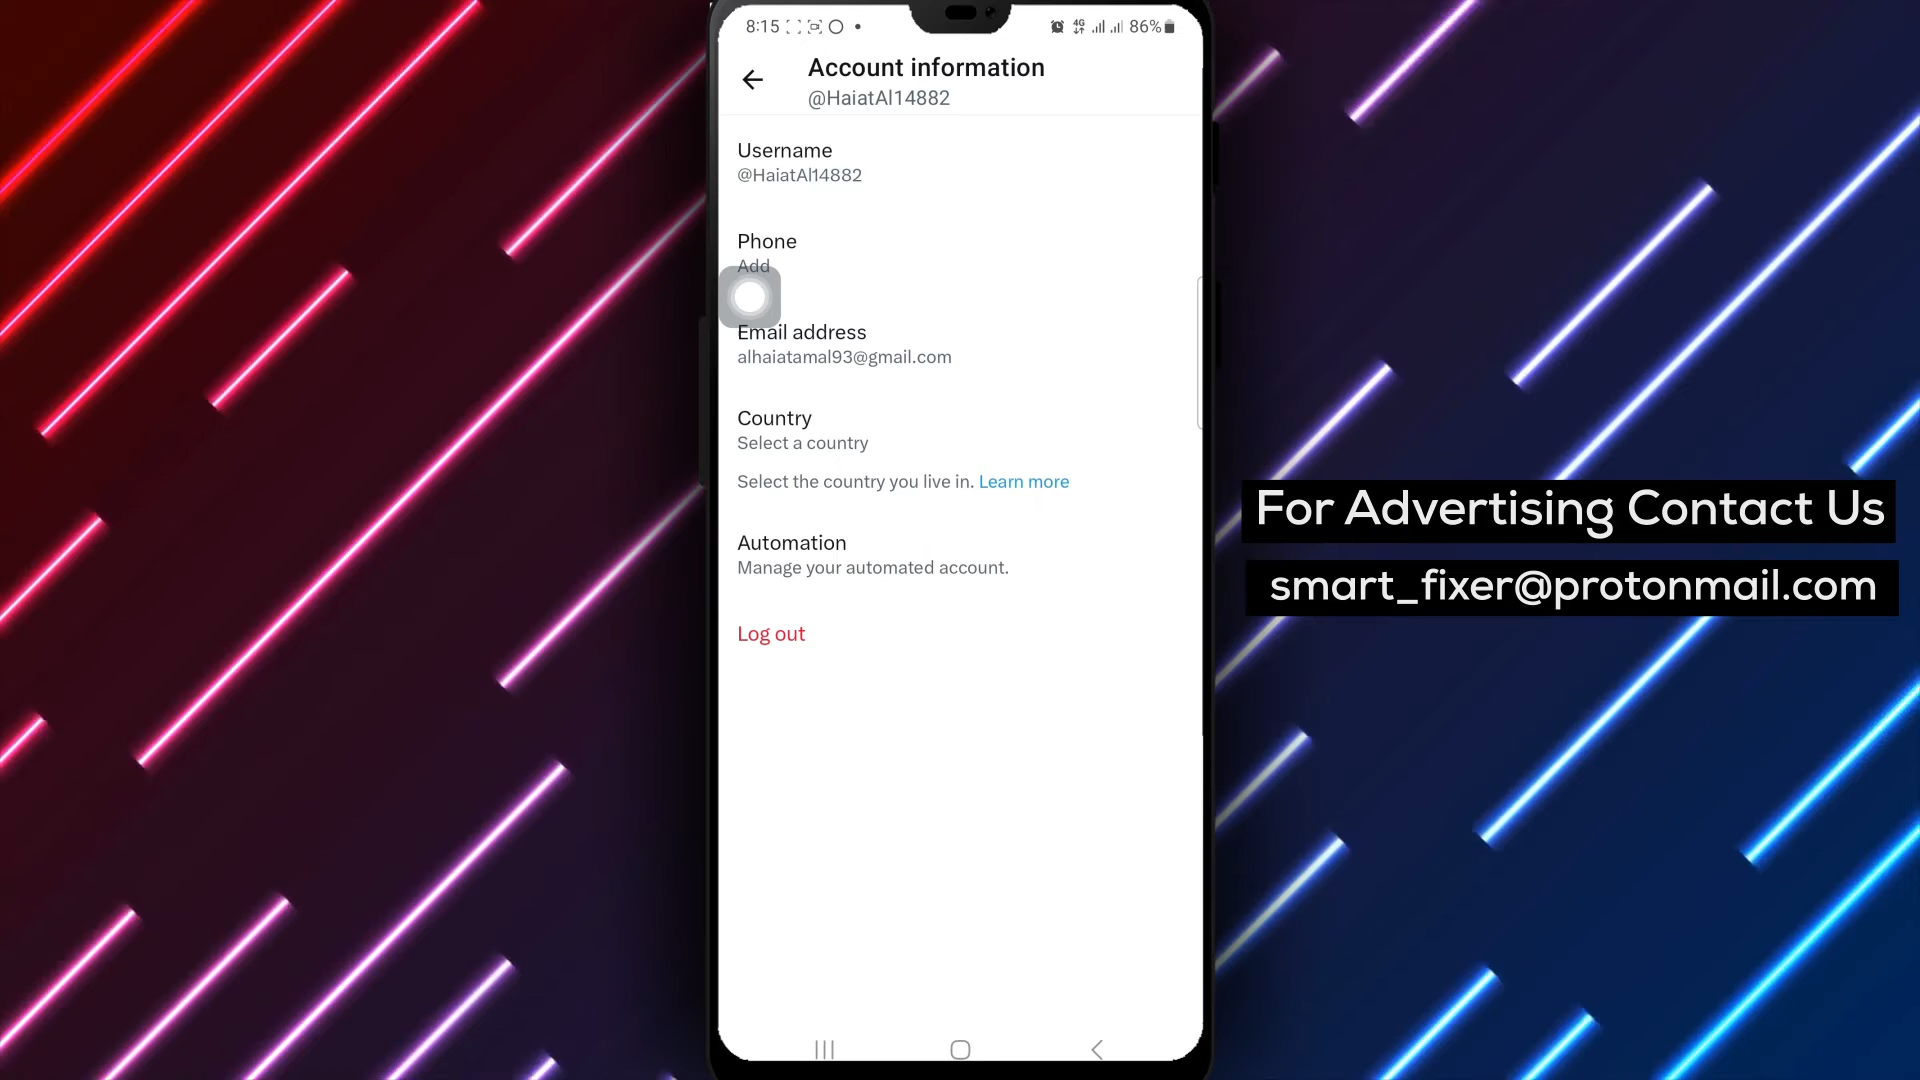 8:15
4G 86%
Account information
@HaiatAl14882
Username
@HaiatAl14882
Phone
Add
Email address
alhaiatamal93@gmail.com
Country
Select a country
Select the country you live in. Learn more
Automation
Manage your automated account.
Log out
For Advertising Contact Us
smart_fixer@protonmail.com